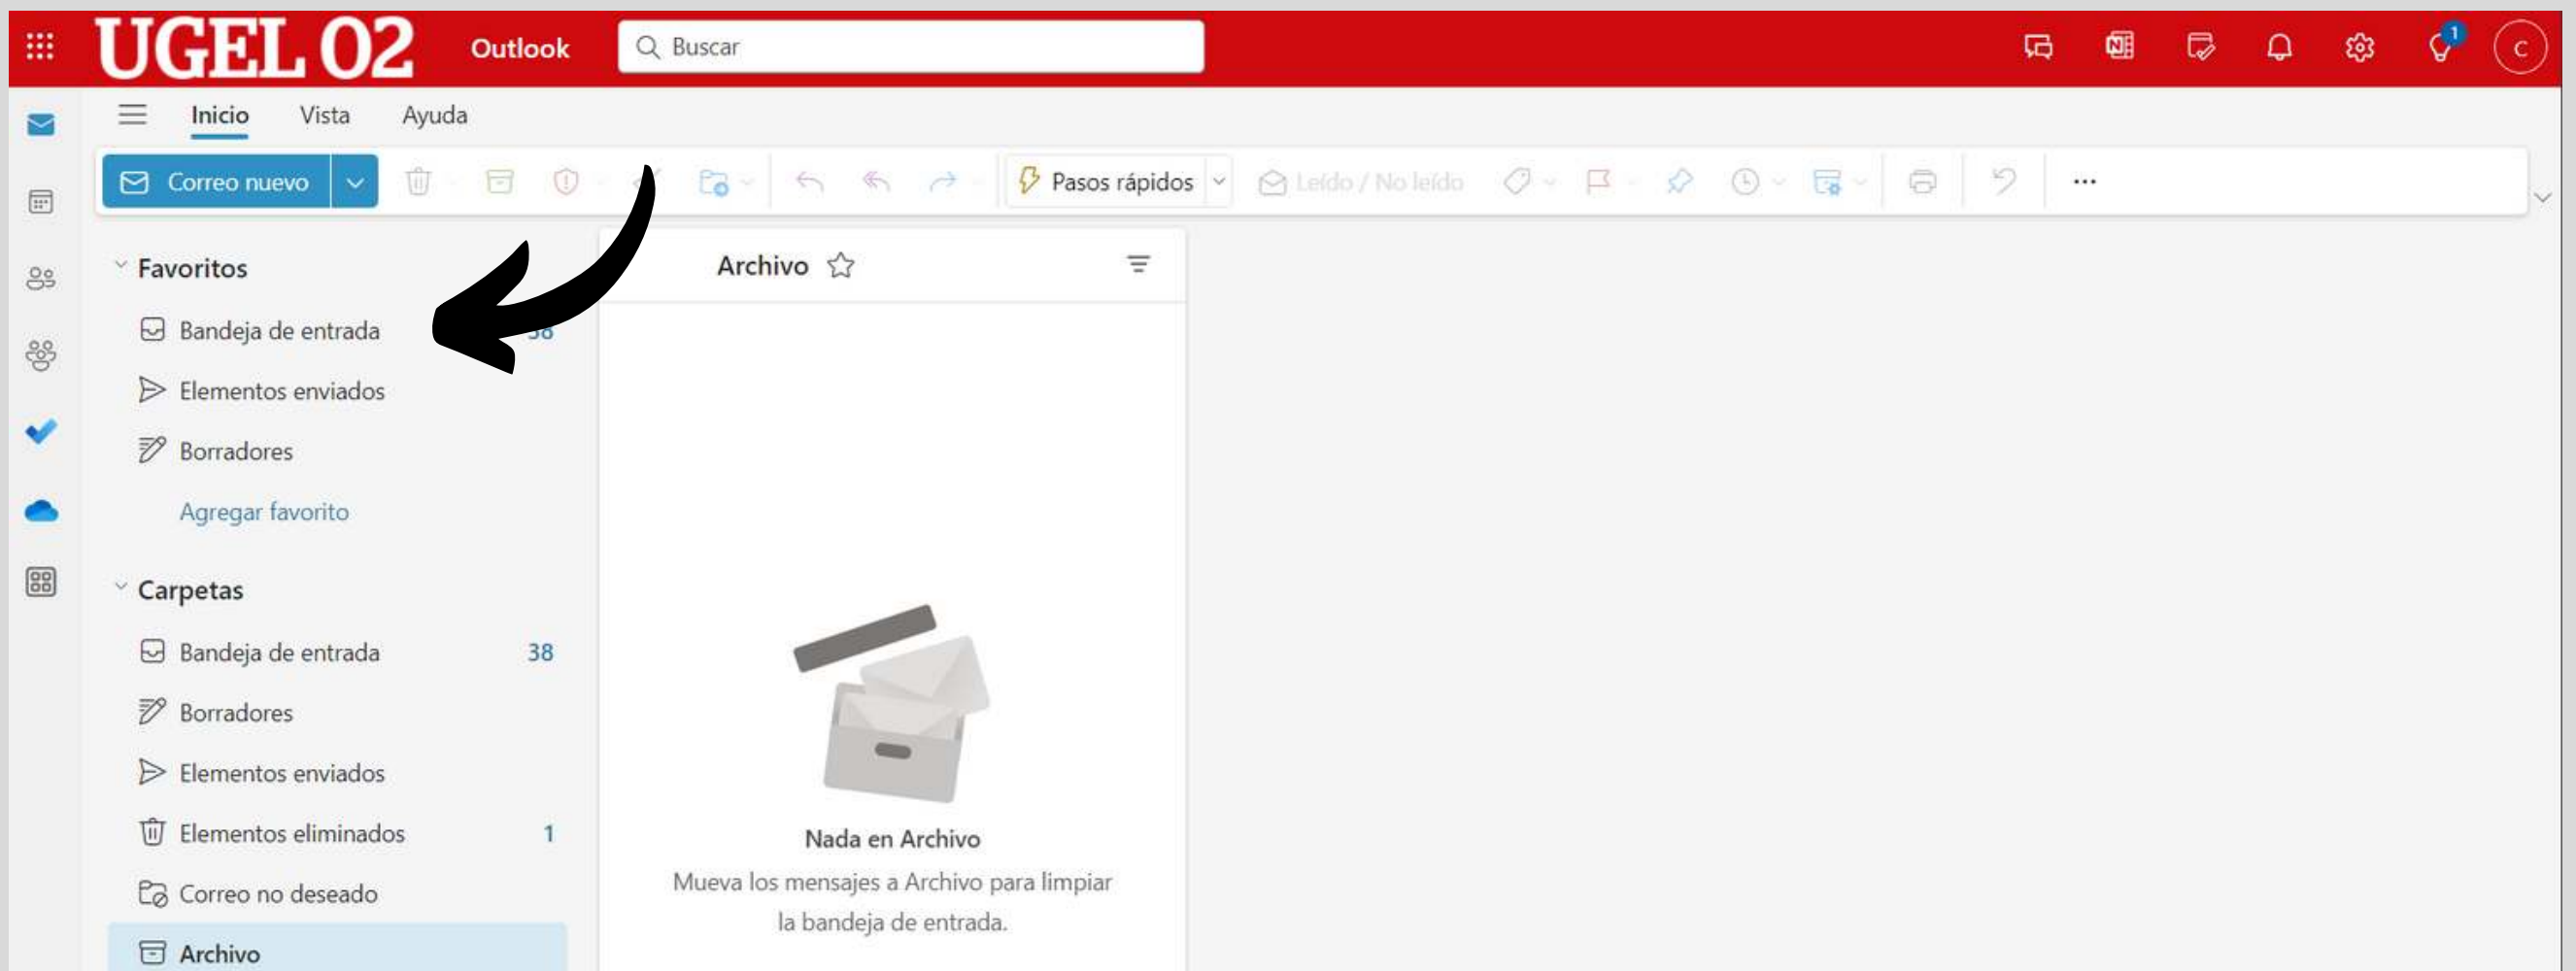 UGEL 02
Outlook
Buscar
1
C
Inicio Vista Ayuda
Correo nuevo
Pasos rápidos
Leído / No leído
Favoritos
Bandeja de entrada
Elementos enviados
Borradores
Agregar favorito
Carpetas
Bandeja de entrada 38
Borradores
Elementos enviados
Elementos eliminados 1
Correo no deseado
Archivo
Archivo
Nada en Archivo
Mueva los mensajes a Archivo para limpiar
la bandeja de entrada.